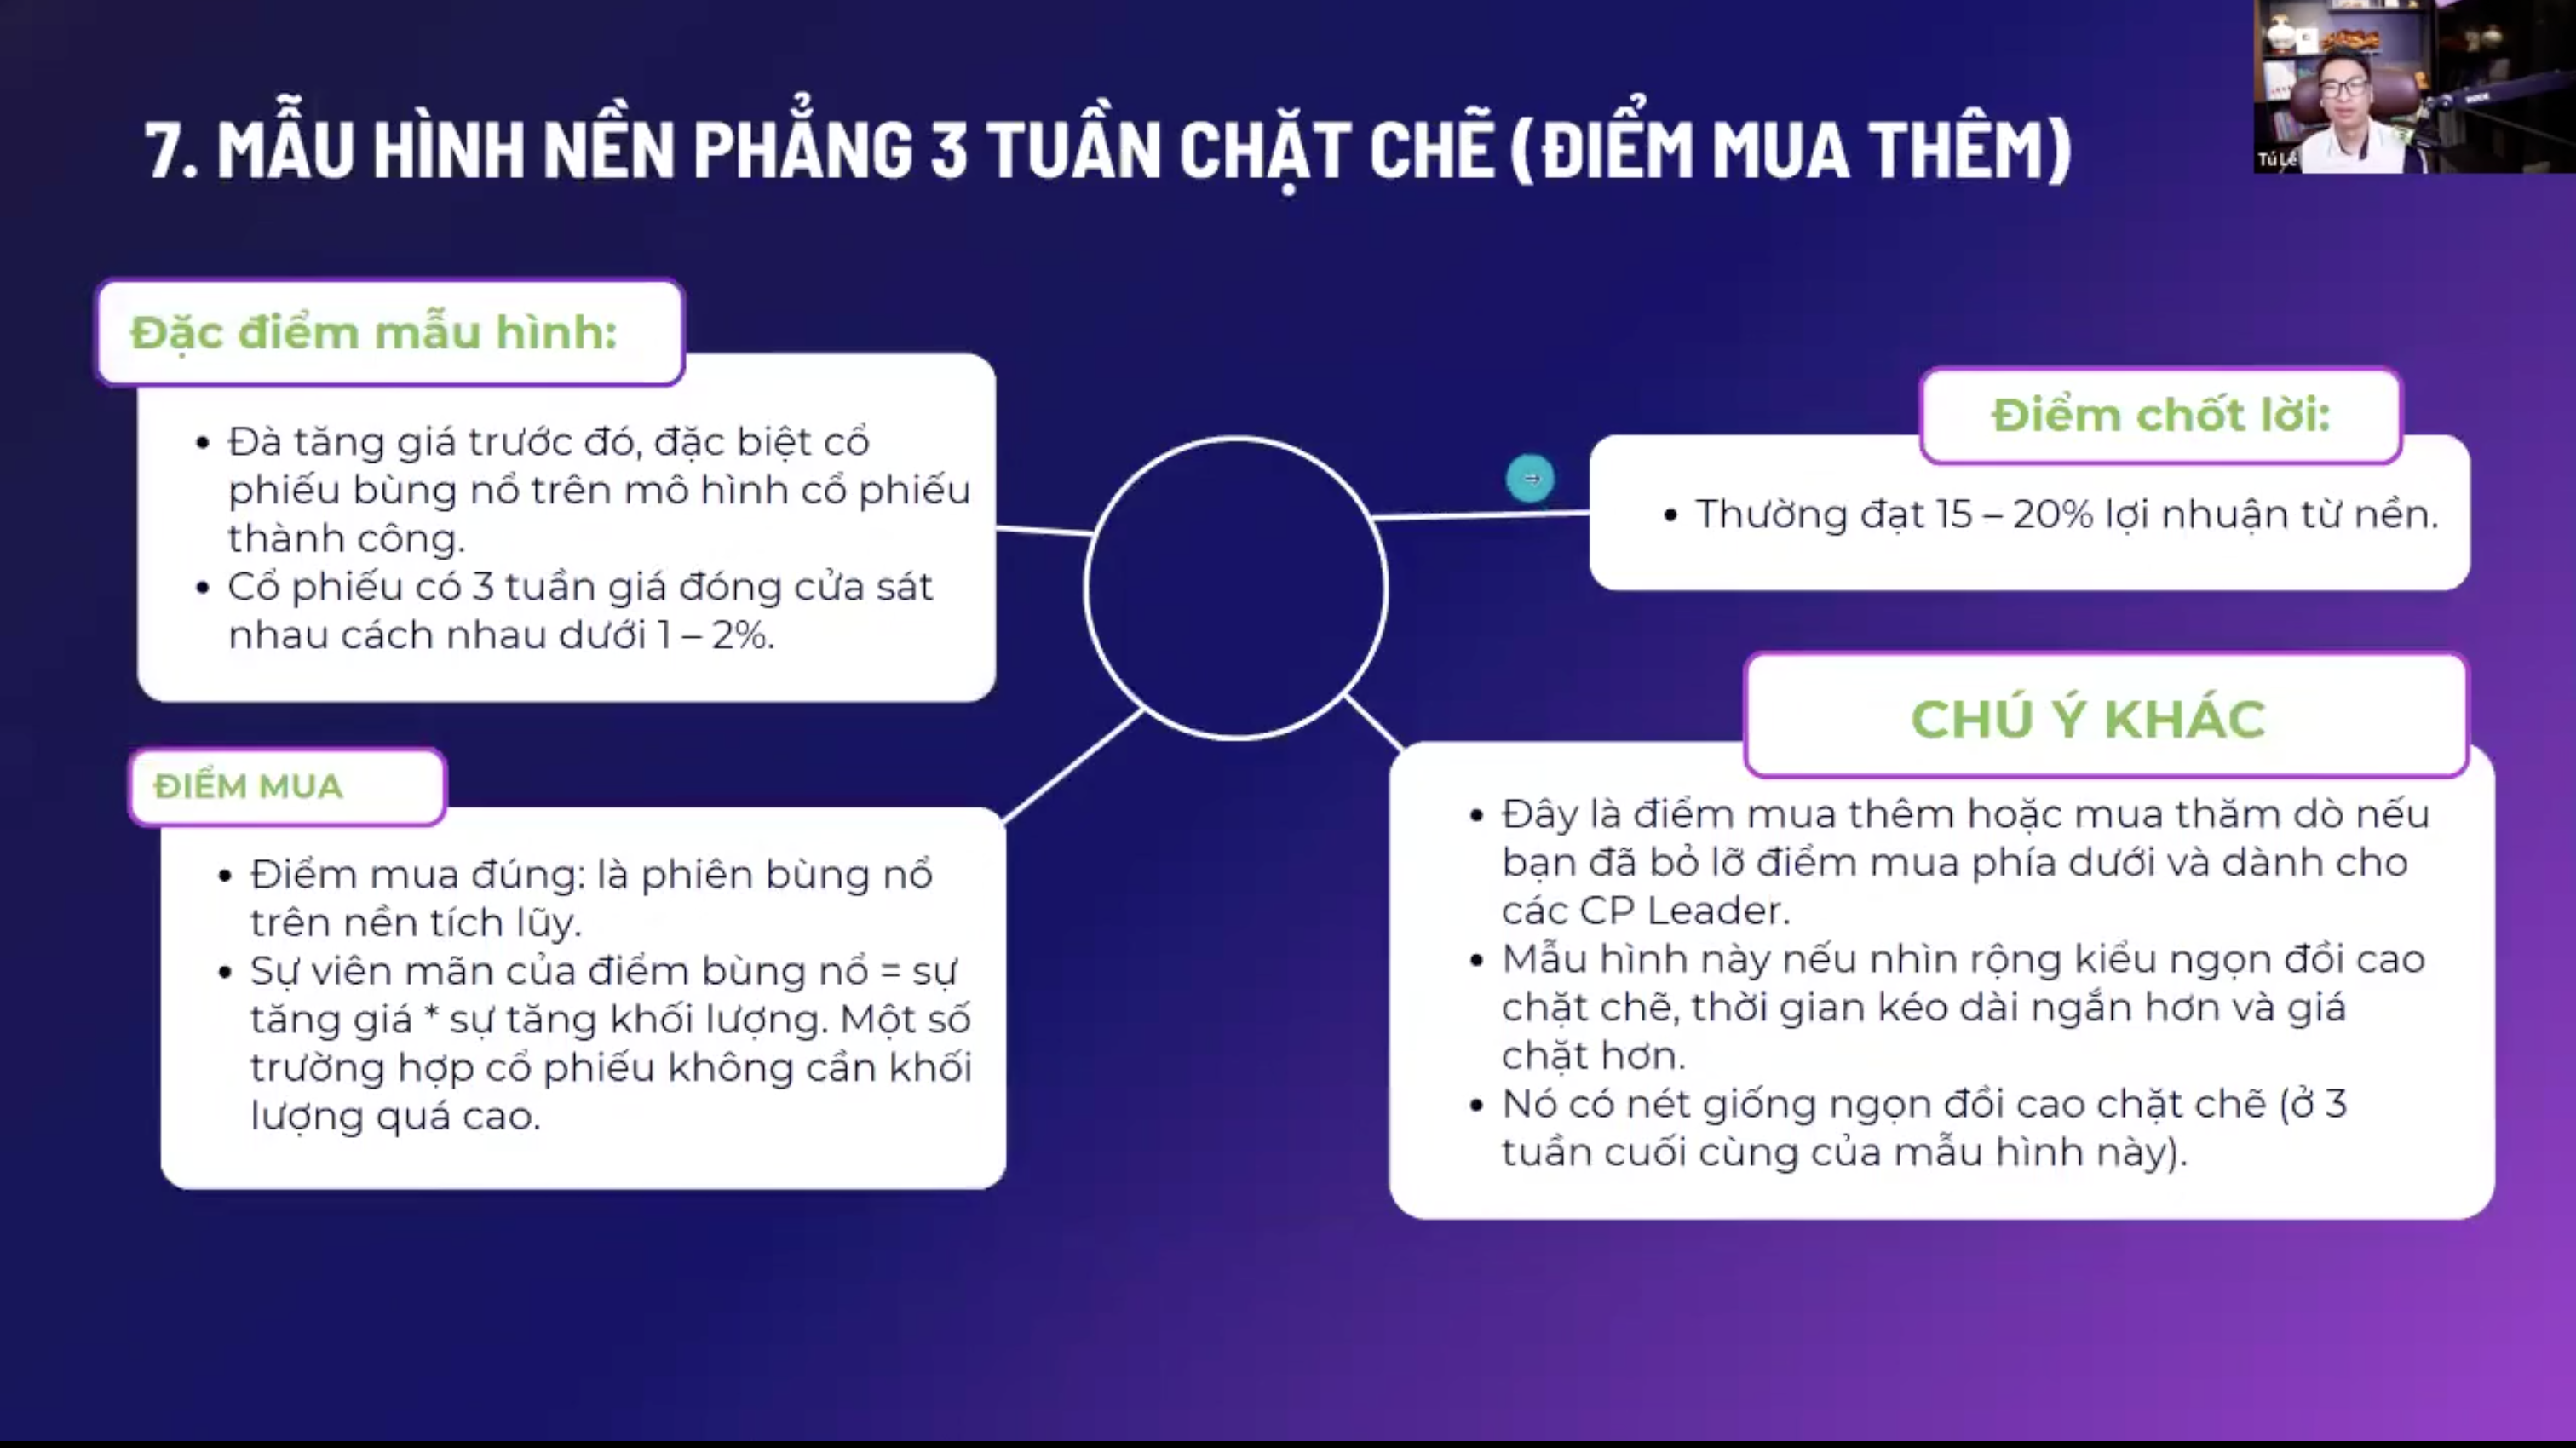 7. MẪU HÌNH NỀN PHẲNG 3 TUẦN CHẶT CHẼ (ĐIỂM MUA THÊM)
Tú Lê
Đặc điểm mẫu hình:
• Đà tăng giá trước đó, đặc biệt cổ
phiếu bùng nổ trên mô hình cổ phiếu
thành công.
• Cổ phiếu có 3 tuần giá đóng cửa sát
nhau cách nhau dưới 1 – 2%.
ĐIỂM MUA
• Điểm mua đúng: là phiên bùng nổ
trên nền tích lũy.
• Sự viên mãn của điểm bùng nổ = sự
tăng giá * sự tăng khối lượng. Một số
trường hợp cổ phiếu không cần khối
lượng quá cao.
Điểm chốt lời:
• Thường đạt 15 – 20% lợi nhuận từ nền.
CHÚ Ý KHÁC
• Đây là điểm mua thêm hoặc mua thăm dò nếu
bạn đã bỏ lỡ điểm mua phía dưới và dành cho
các CP Leader.
• Mẫu hình này nếu nhìn rộng kiểu ngọn đồi cao
chặt chẽ, thời gian kéo dài ngắn hơn và giá
chặt hơn.
• Nó có nét giống ngọn đồi cao chặt chẽ (ở 3
tuần cuối cùng của mẫu hình này).